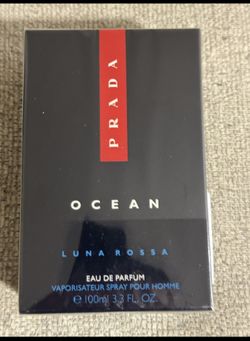 PRADA
OCEAN
LUNA ROSSA
EAU DE PARFUM
VAPORISATEUR SPRAY POUR HOMME
℮ 100ml 3.3 FL. OZ.